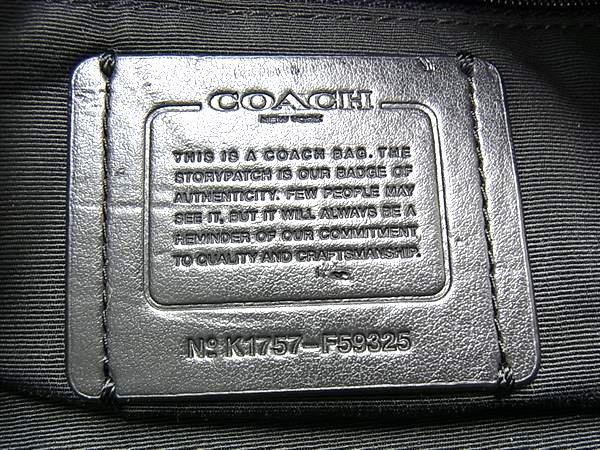 COACH
NEW YORK
THIS IS A COACH BAG. THE
STORYPATCH IS OUR BADGE OF
AUTHENTICITY. FEW PEOPLE MAY
SEE IT, BUT IT WILL ALWAYS BE A
REMINDER OF OUR COMMITMENT
TO QUALITY AND CRAFTSMANSHIP.
Nº K1757-F59325